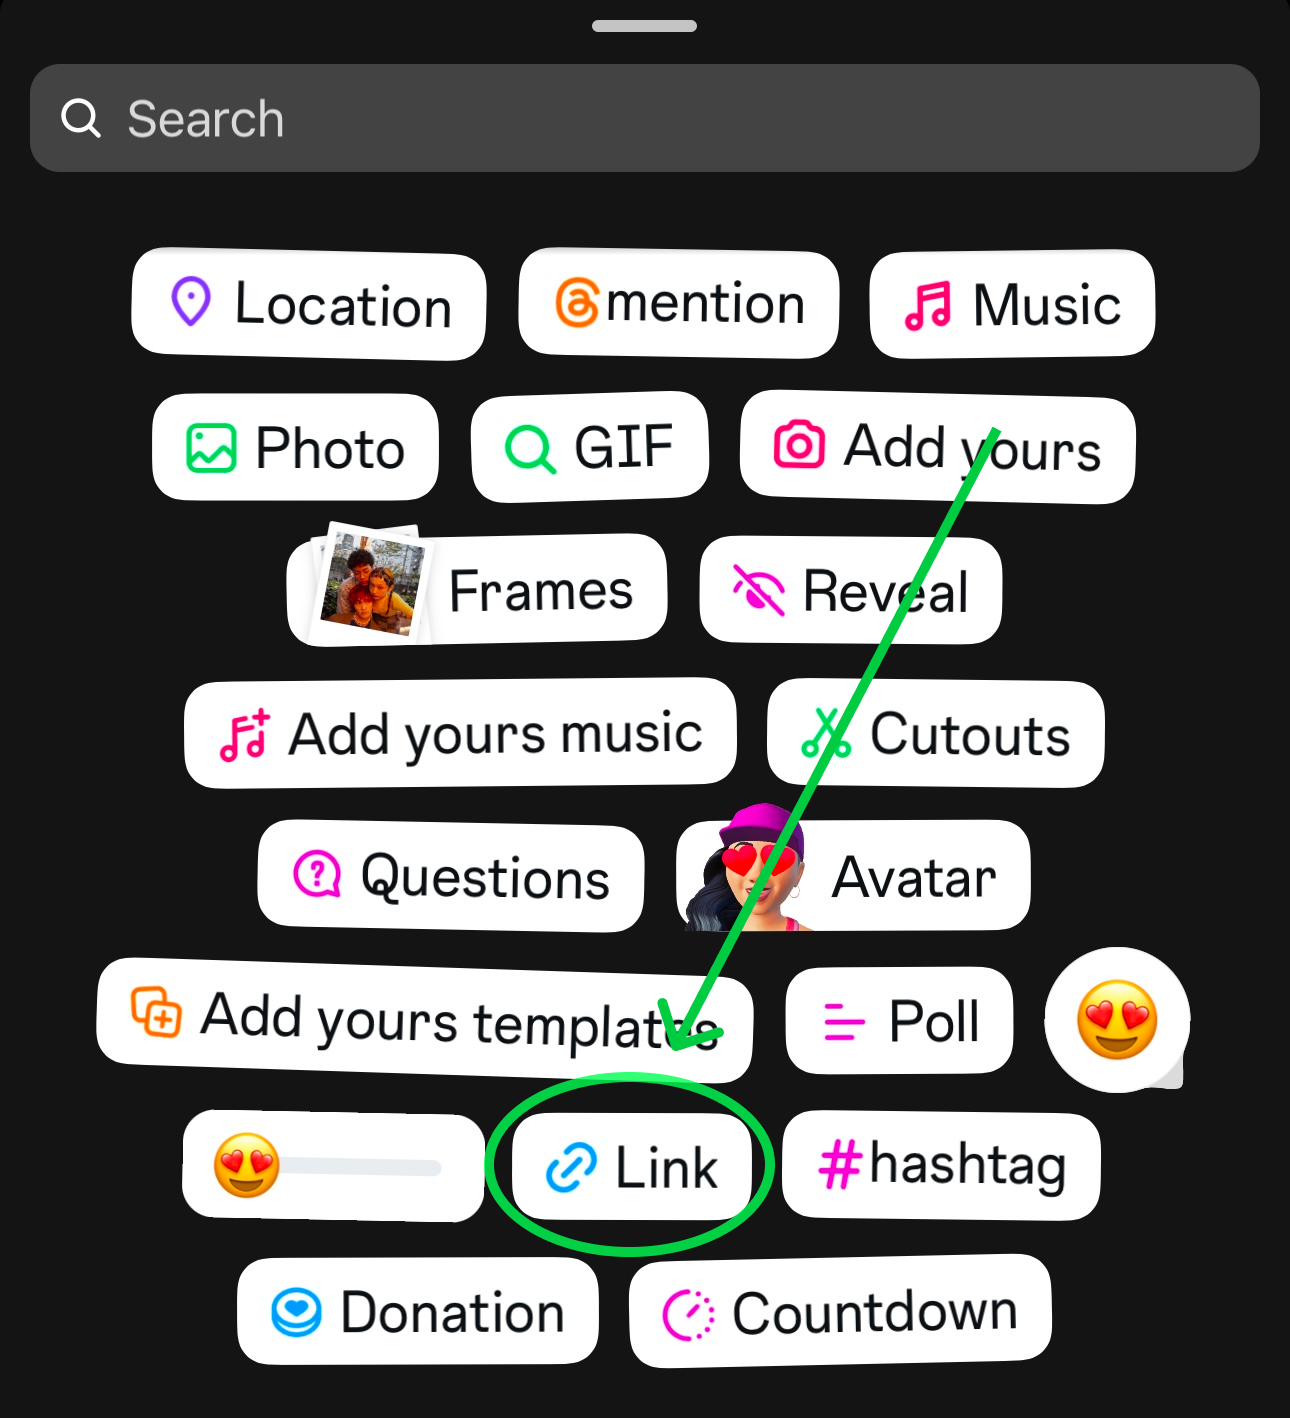 Search
Location
@mention
Music
Photo
GIF
Add yours
Frames
Reveal
Add yours music
Cutouts
Questions
Avatar
Add yours templates
Poll
Link
#hashtag
Donation
Countdown